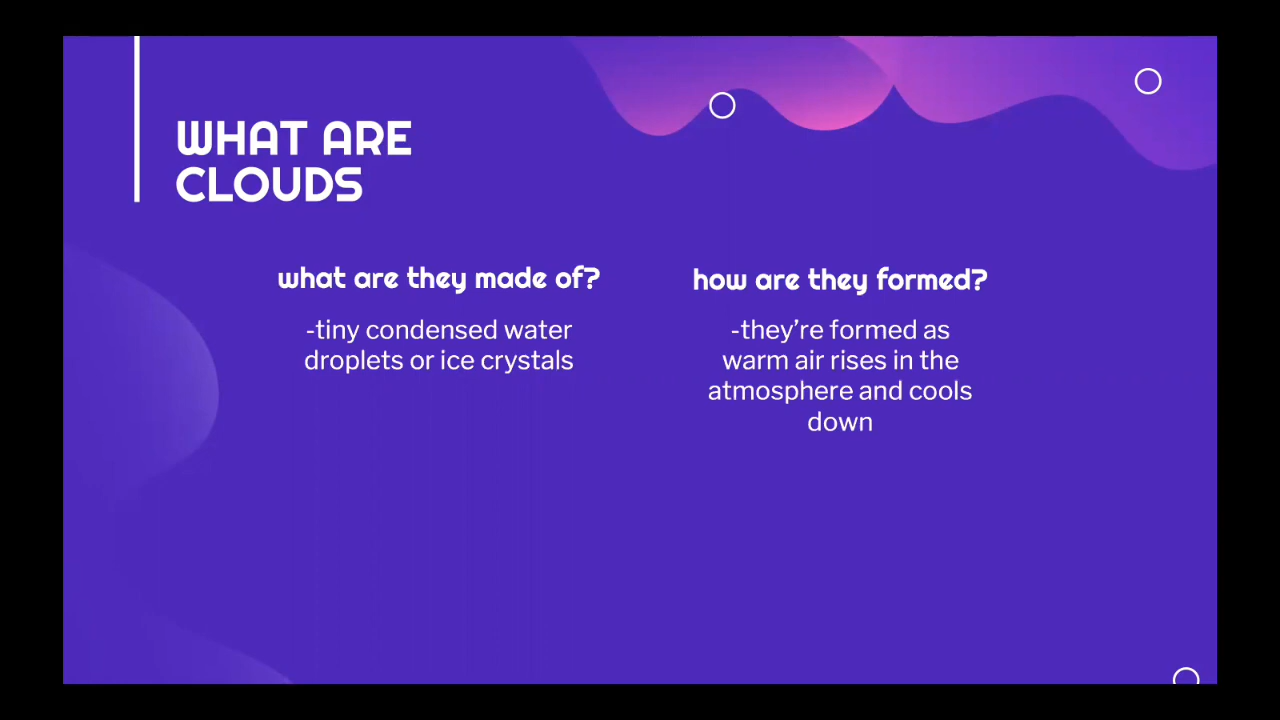 WHAT ARE
CLOUDS
what are they made of?
-tiny condensed water
droplets or ice crystals
how are they formed?
-they’re formed as
warm air rises in the
atmosphere and cools
down